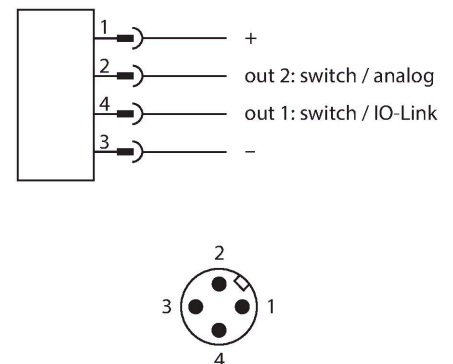 1 +
2 out 2: switch / analog
4 out 1: switch / IO-Link
3 –
2
3 1
4